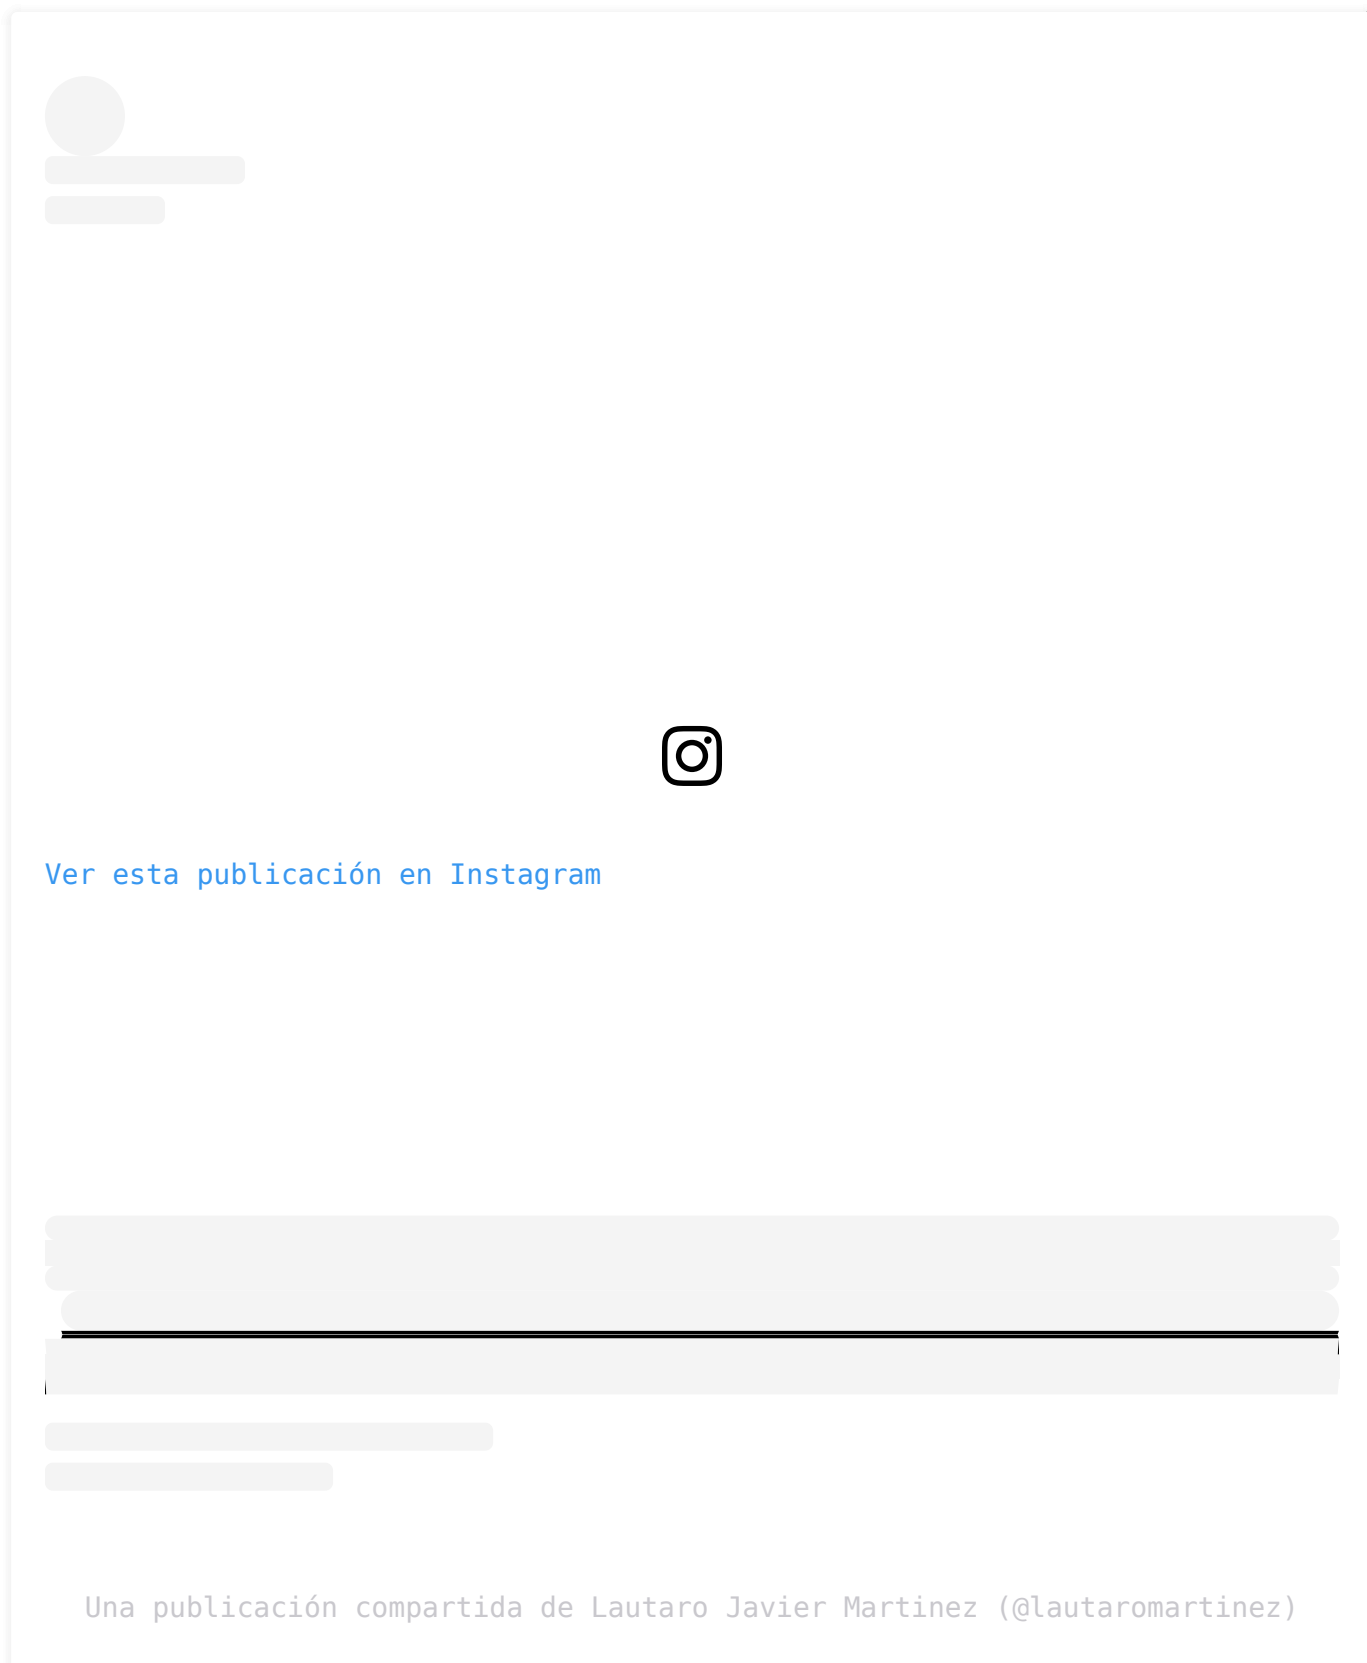 Ver esta publicación en Instagram
Una publicación compartida de Lautaro Javier Martinez (@lautaromartinez)